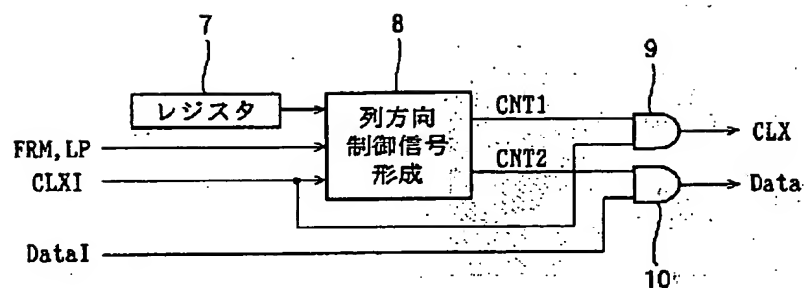 7
8
9
レジスタ
列方向
制御信号
形成
CNT1
CLX
FRM, LP
CNT2
CLXI
Data
DataI
10